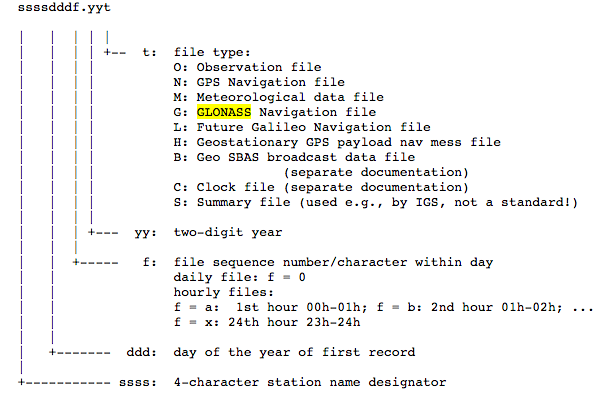 ssssdddf.yyt
| | | | |
| | | | +-- t: file type:
| | | | O: Observation file
| | | | N: GPS Navigation file
| | | | M: Meteorological data file
| | | | G: GLONASS Navigation file
| | | | L: Future Galileo Navigation file
| | | | H: Geostationary GPS payload nav mess file
| | | | B: Geo SBAS broadcast data file
| | | | (separate documentation)
| | | | C: Clock file (separate documentation)
| | | | S: Summary file (used e.g., by IGS, not a standard!)
| | | |
| | | +--- yy: two-digit year
| | |
| | +----- f: file sequence number/character within day
| | daily file: f = 0
| | hourly files:
| | f = a: 1st hour 00h-01h; f = b: 2nd hour 01h-02h; ...
| | f = x: 24th hour 23h-24h
| |
| +------- ddd: day of the year of first record
|
+----------- ssss: 4-character station name designator